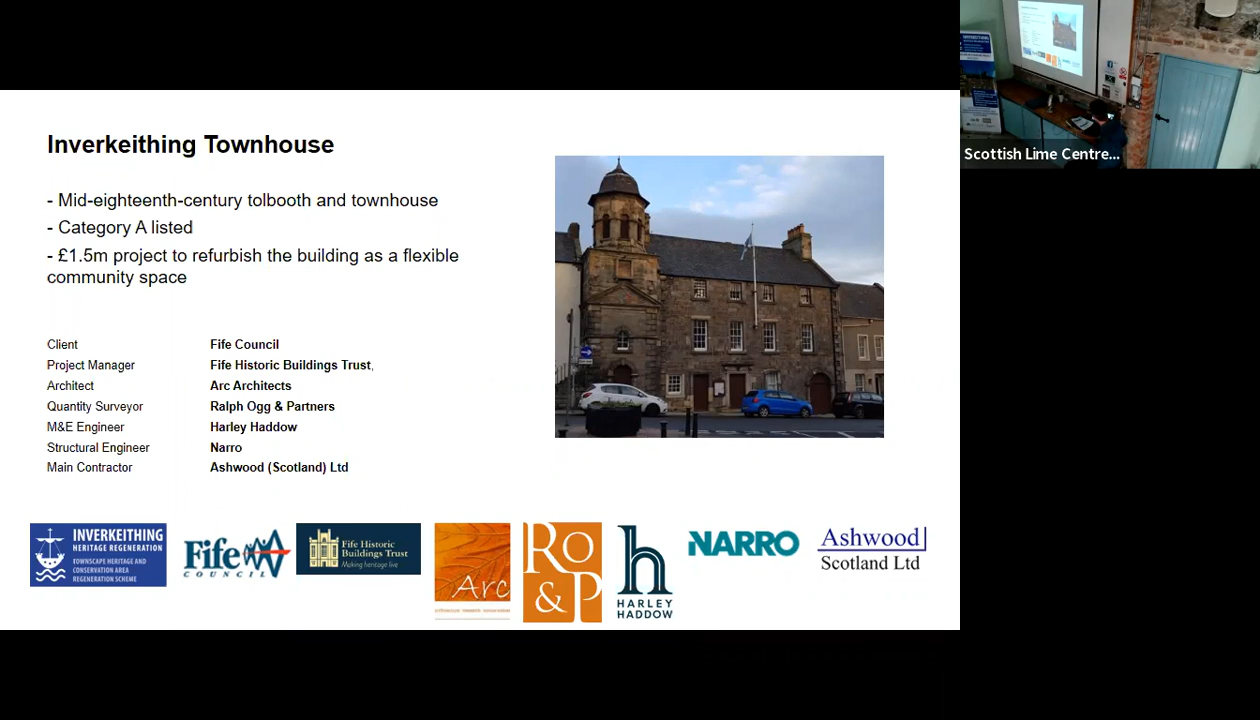 Inverkeithing Townhouse
- Mid-eighteenth-century tolbooth and townhouse
- Category A listed
- £1.5m project to refurbish the building as a flexible
community space
Client Fife Council
Project Manager Fife Historic Buildings Trust,
Architect Arc Architects
Quantity Surveyor Ralph Ogg & Partners
M&E Engineer Harley Haddow
Structural Engineer Narro
Main Contractor Ashwood (Scotland) Ltd
INVERKEITHING
HERITAGE REGENERATION
TOWNSCAPE HERITAGE AND
CONSERVATION AREA
REGENERATION SCHEME
Fife
COUNCIL
Fife Historic
Buildings Trust
Making heritage live
Arc
RO
&P
h
HARLEY
HADDOW
NARRO
Ashwood
Scotland Ltd
Scottish Lime Centre...